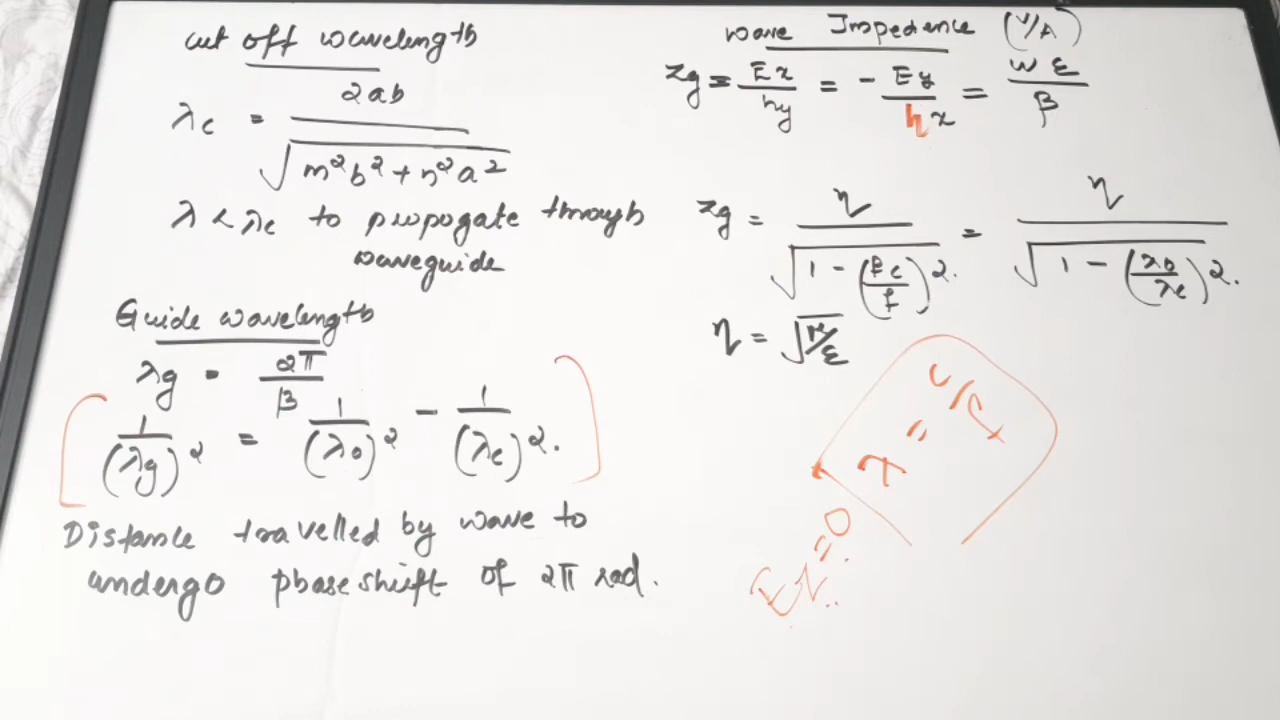 cut off wavelength
λc = 2ab / √(m²b² + n²a²)
λ < λc to propogate through
waveguide
Guide wavelength
λg = 2π / β
1/(λg)² = 1/(λ0)² - 1/(λc)².
Distance travelled by wave to
undergo phase shift of 2π rad.
Wave Impedence (V/A)
zg = Ex/hy = - Ey/hx = wε/β
zg = η / √(1 - (fc/f)²) = η / √(1 - (λ0/λc)²).
η = √(μ/ε)
λ = v/f
Ez = 0